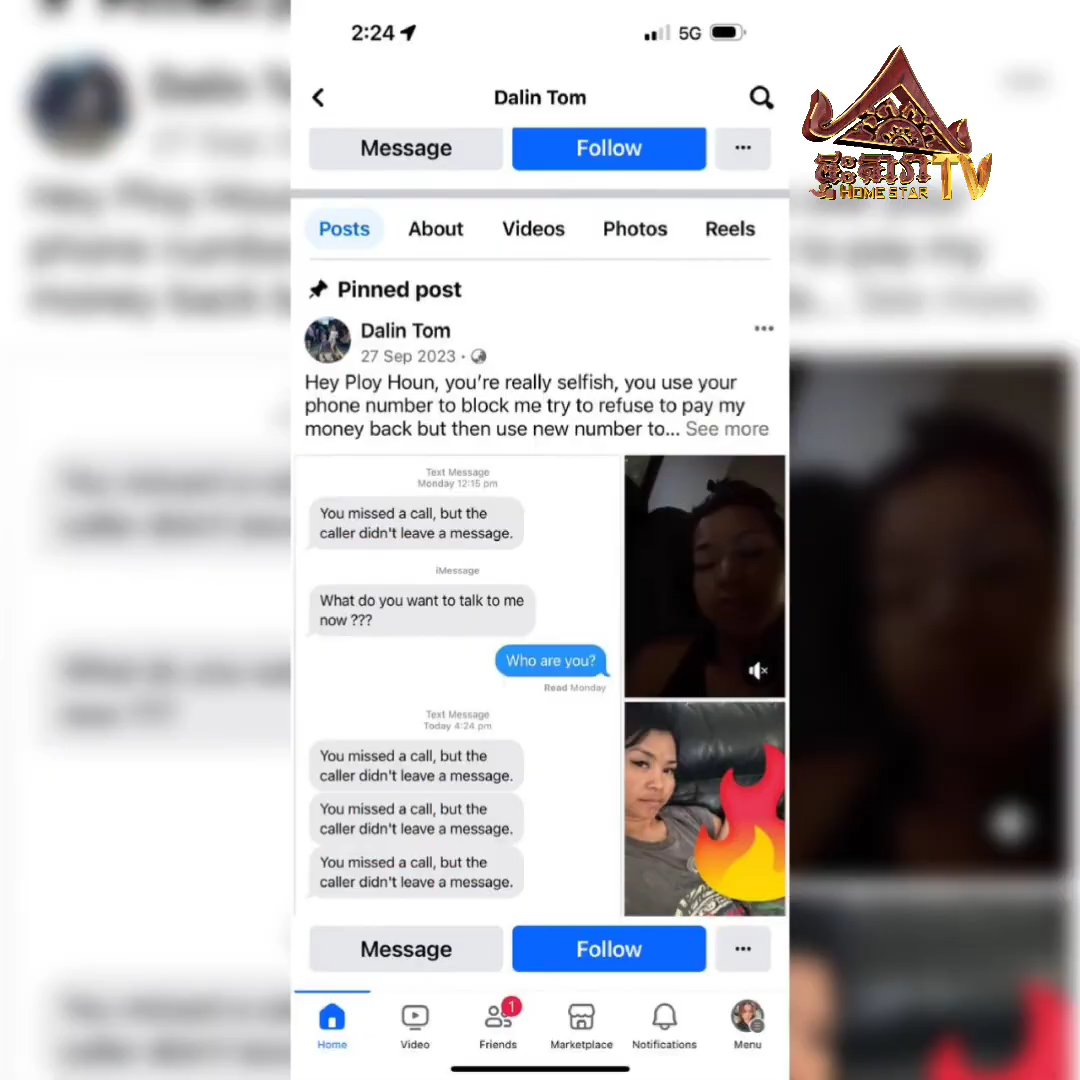 2:24
5G
Dalin Tom
Message
Follow
Posts
About
Videos
Photos
Reels
Pinned post
Dalin Tom
27 Sep 2023 ·
Hey Ploy Houn, you're really selfish, you use your
phone number to block me try to refuse to pay my
money back but then use new number to... See more
Text Message
Monday 12:15 pm
You missed a call, but the
caller didn't leave a message.
iMessage
What do you want to talk to me
now ???
Who are you?
Read Monday
Text Message
Today 4:24 pm
You missed a call, but the
caller didn't leave a message.
You missed a call, but the
caller didn't leave a message.
You missed a call, but the
caller didn't leave a message.
Message
Follow
1
Home
Video
Friends
Marketplace
Notifications
Menu
TV
HOME STAR